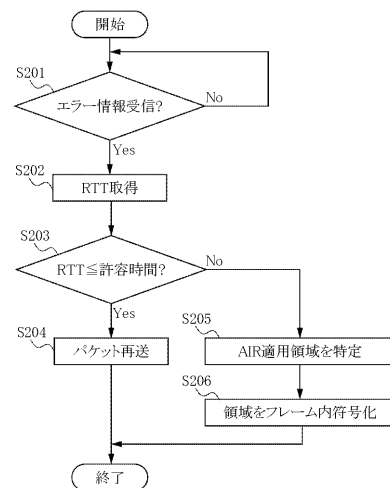 開始
S201
エラー情報受信?
No
Yes
S202
RTT取得
S203
RTT≦許容時間?
No
Yes
S204
パケット再送
S205
AIR適用領域を特定
S206
領域をフレーム内符号化
終了